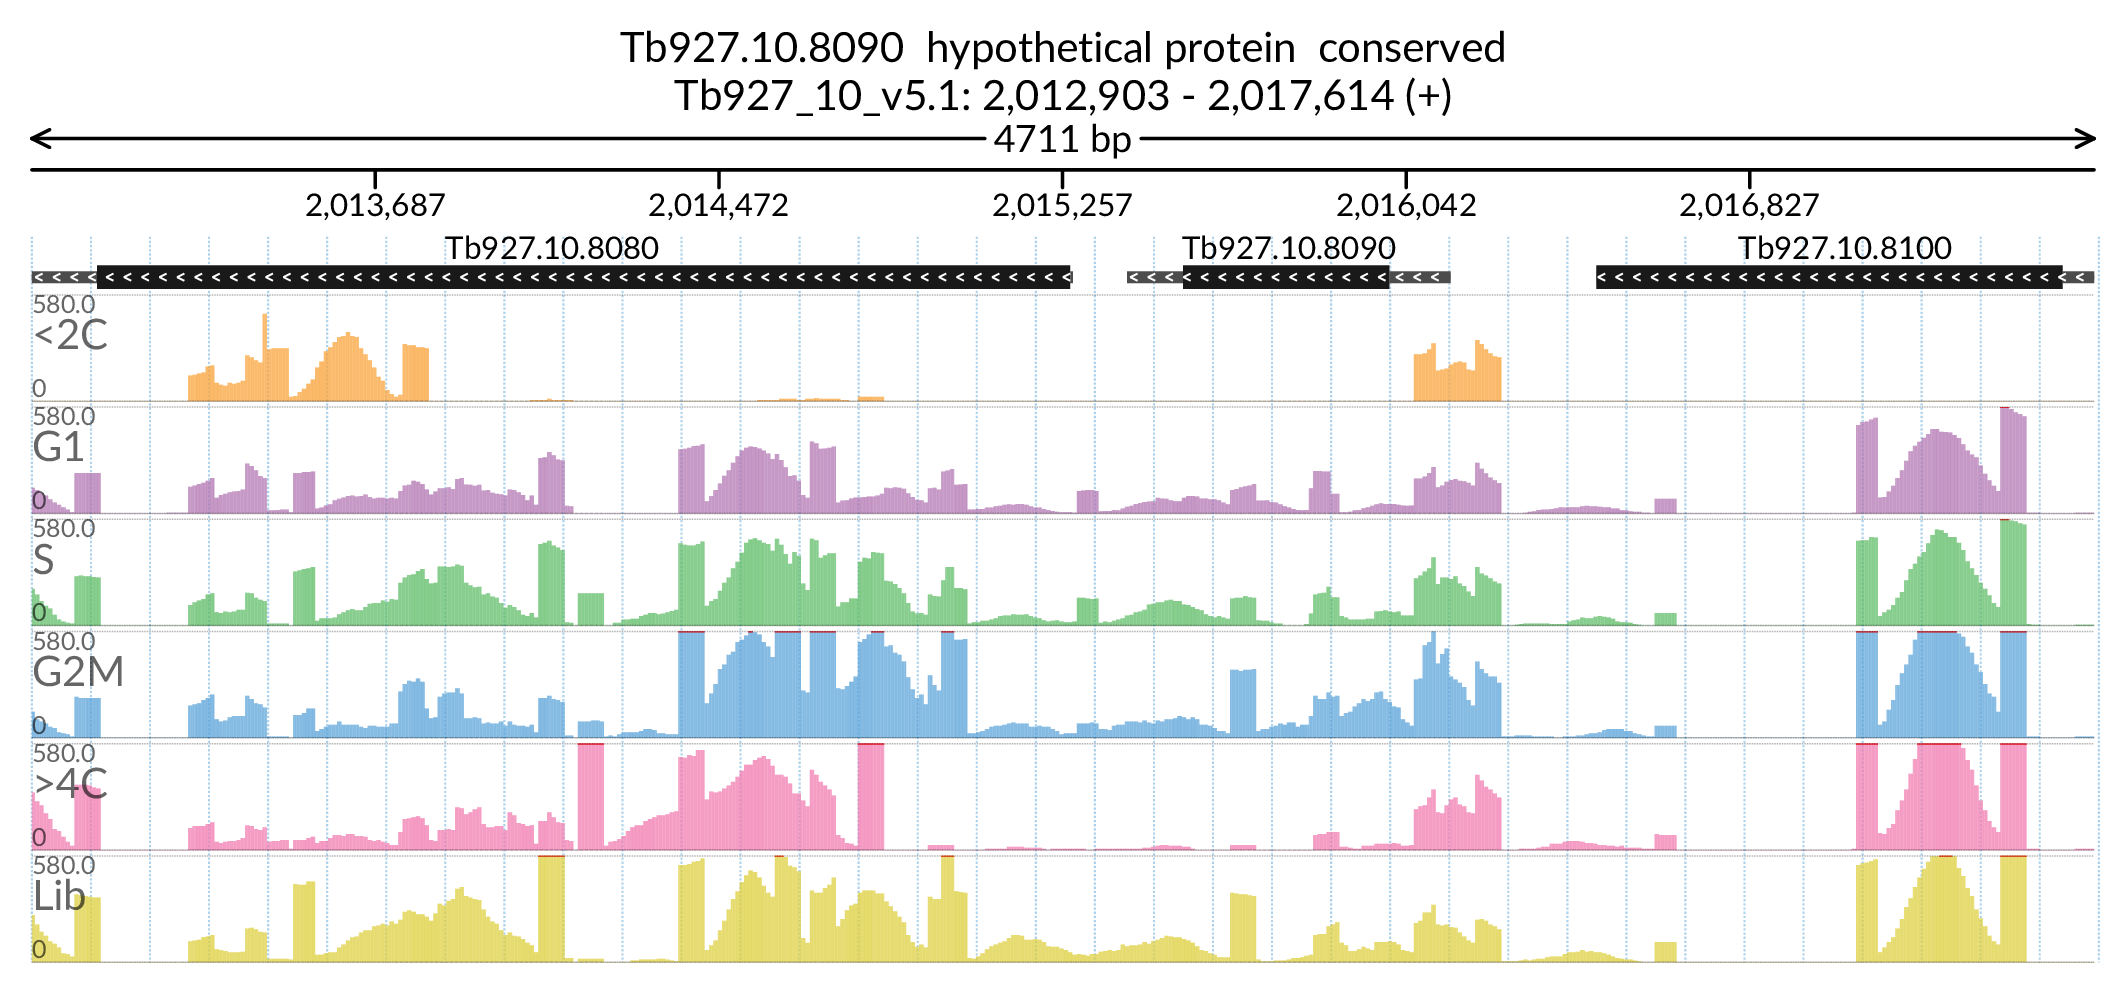 Tb927.10.8090 hypothetical protein conserved
Tb927_10_v5.1: 2,012,903 - 2,017,614 (+)
4711 bp
2,013,687 2,014,472 2,015,257 2,016,042 2,016,827
Tb927.10.8080 Tb927.10.8090 Tb927.10.8100
580.0
<2C
0
580.0
G1
0
580.0
S
0
580.0
G2M
0
580.0
>4C
0
580.0
Lib
0